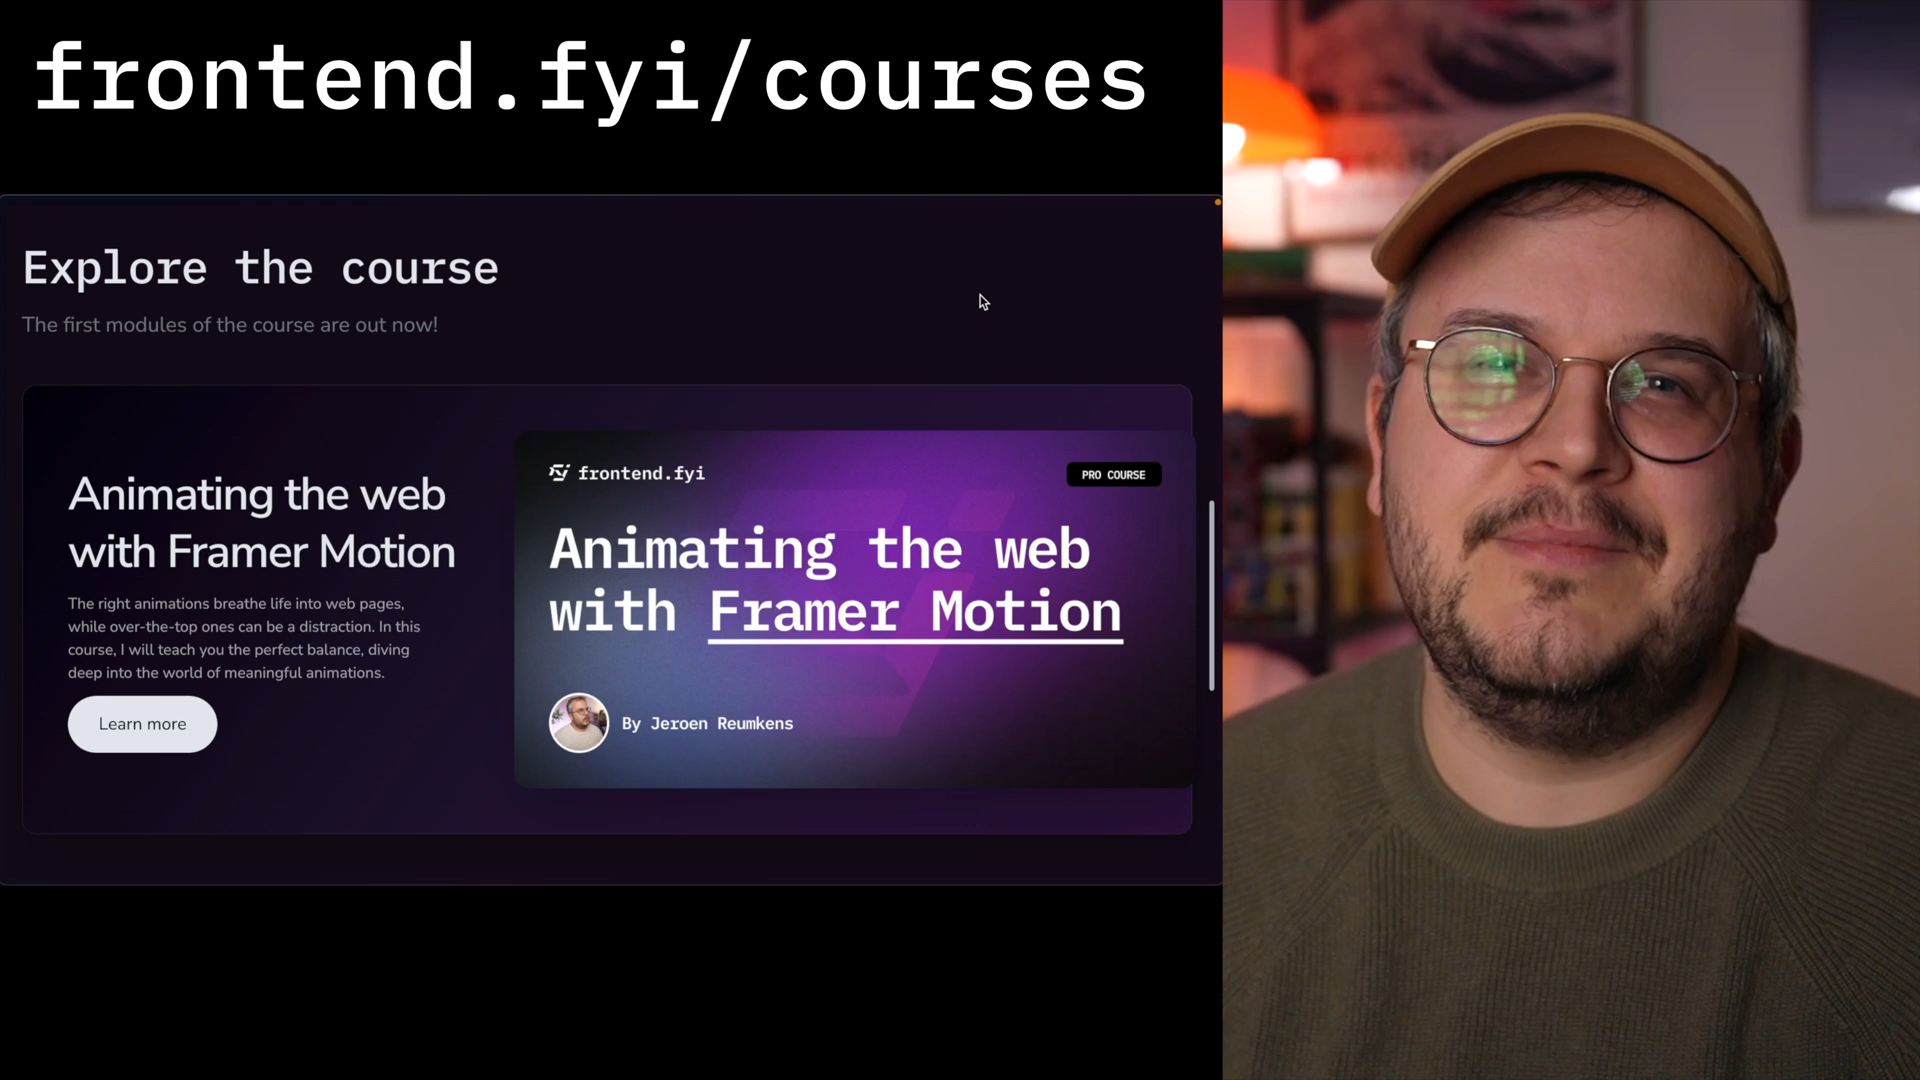 frontend.fyi/courses
Explore the course
The first modules of the course are out now!
Animating the web
with Framer Motion
The right animations breathe life into web pages,
while over-the-top ones can be a distraction. In this
course, I will teach you the perfect balance, diving
deep into the world of meaningful animations.
Learn more
frontend.fyi
PRO COURSE
Animating the web
with Framer Motion
By Jeroen Reumkens